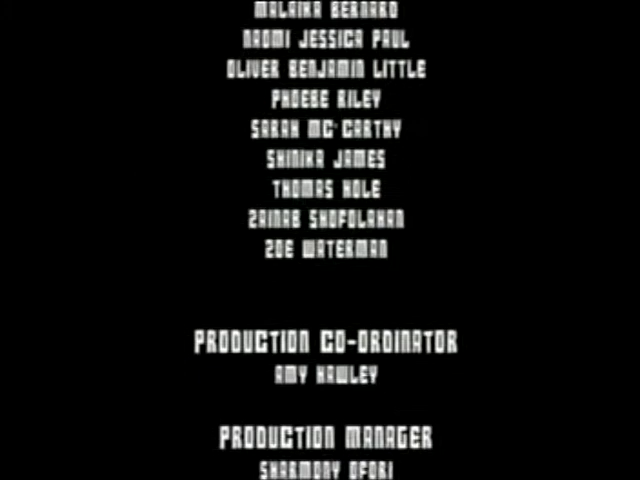 MALAIKA BERNARD
NAOMI JESSICA PAUL
OLIVER BENJAMIN LITTLE
PHOEBE RILEY
SARAH MC'CARTHY
SHINIKA JAMES
THOMAS HOLE
ZAINAB SHOFOLAHAN
ZOE WATERMAN
PRODUCTION CO-ORDINATOR
AMY HAWLEY
PRODUCTION MANAGER
SHARMONY OFORI